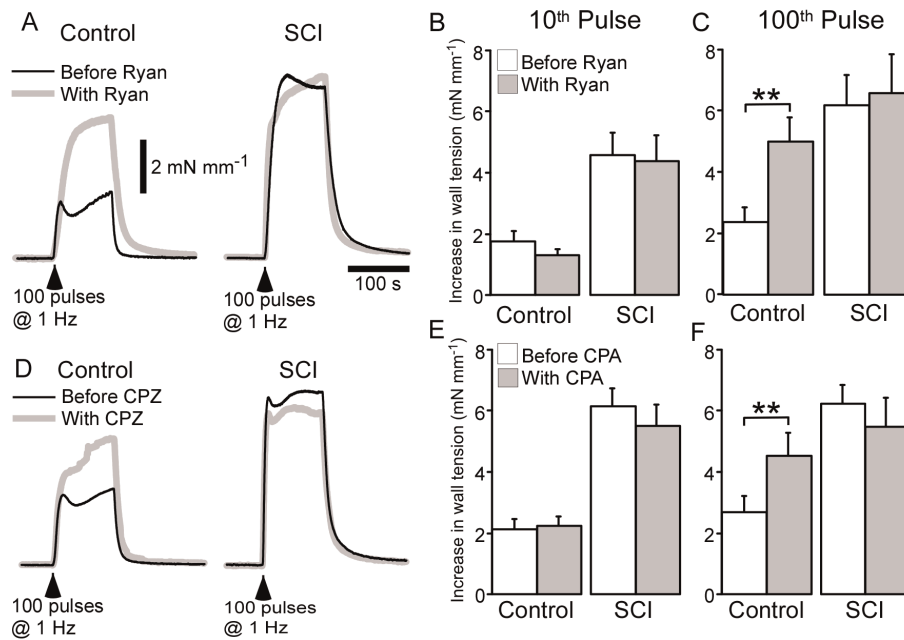 A
Control
SCI
Before Ryan
With Ryan
2 mN mm-1
100 s
100 pulses
@ 1 Hz
100 pulses
@ 1 Hz
B
10th Pulse
Increase in wall tension (mN mm-1)
8
6
4
2
0
Before Ryan
With Ryan
Control
SCI
C
100th Pulse
8
6
4
2
0
**
Control
SCI
D
Control
SCI
Before CPZ
With CPZ
100 pulses
@ 1 Hz
100 pulses
@ 1 Hz
E
Increase in wall tension (mN mm-1)
8
6
4
2
0
Before CPA
With CPA
Control
SCI
F
8
6
4
2
0
**
Control
SCI